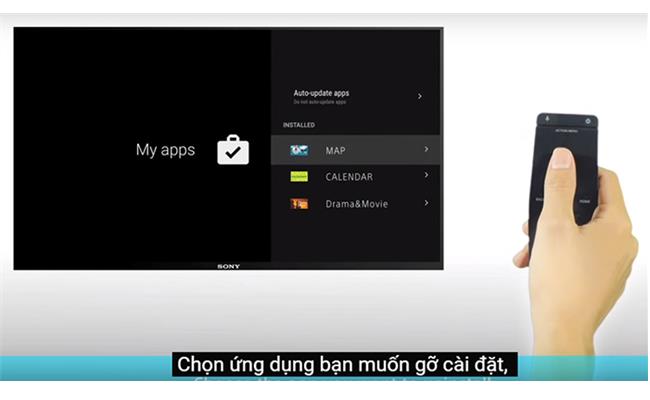 Auto-update apps
Do not auto-update apps
INSTALLED
My apps
MAP
CALENDAR
Drama&Movie
SONY
ACTION MENU
HOME
Chọn ứng dụng bạn muốn gỡ cài đặt,